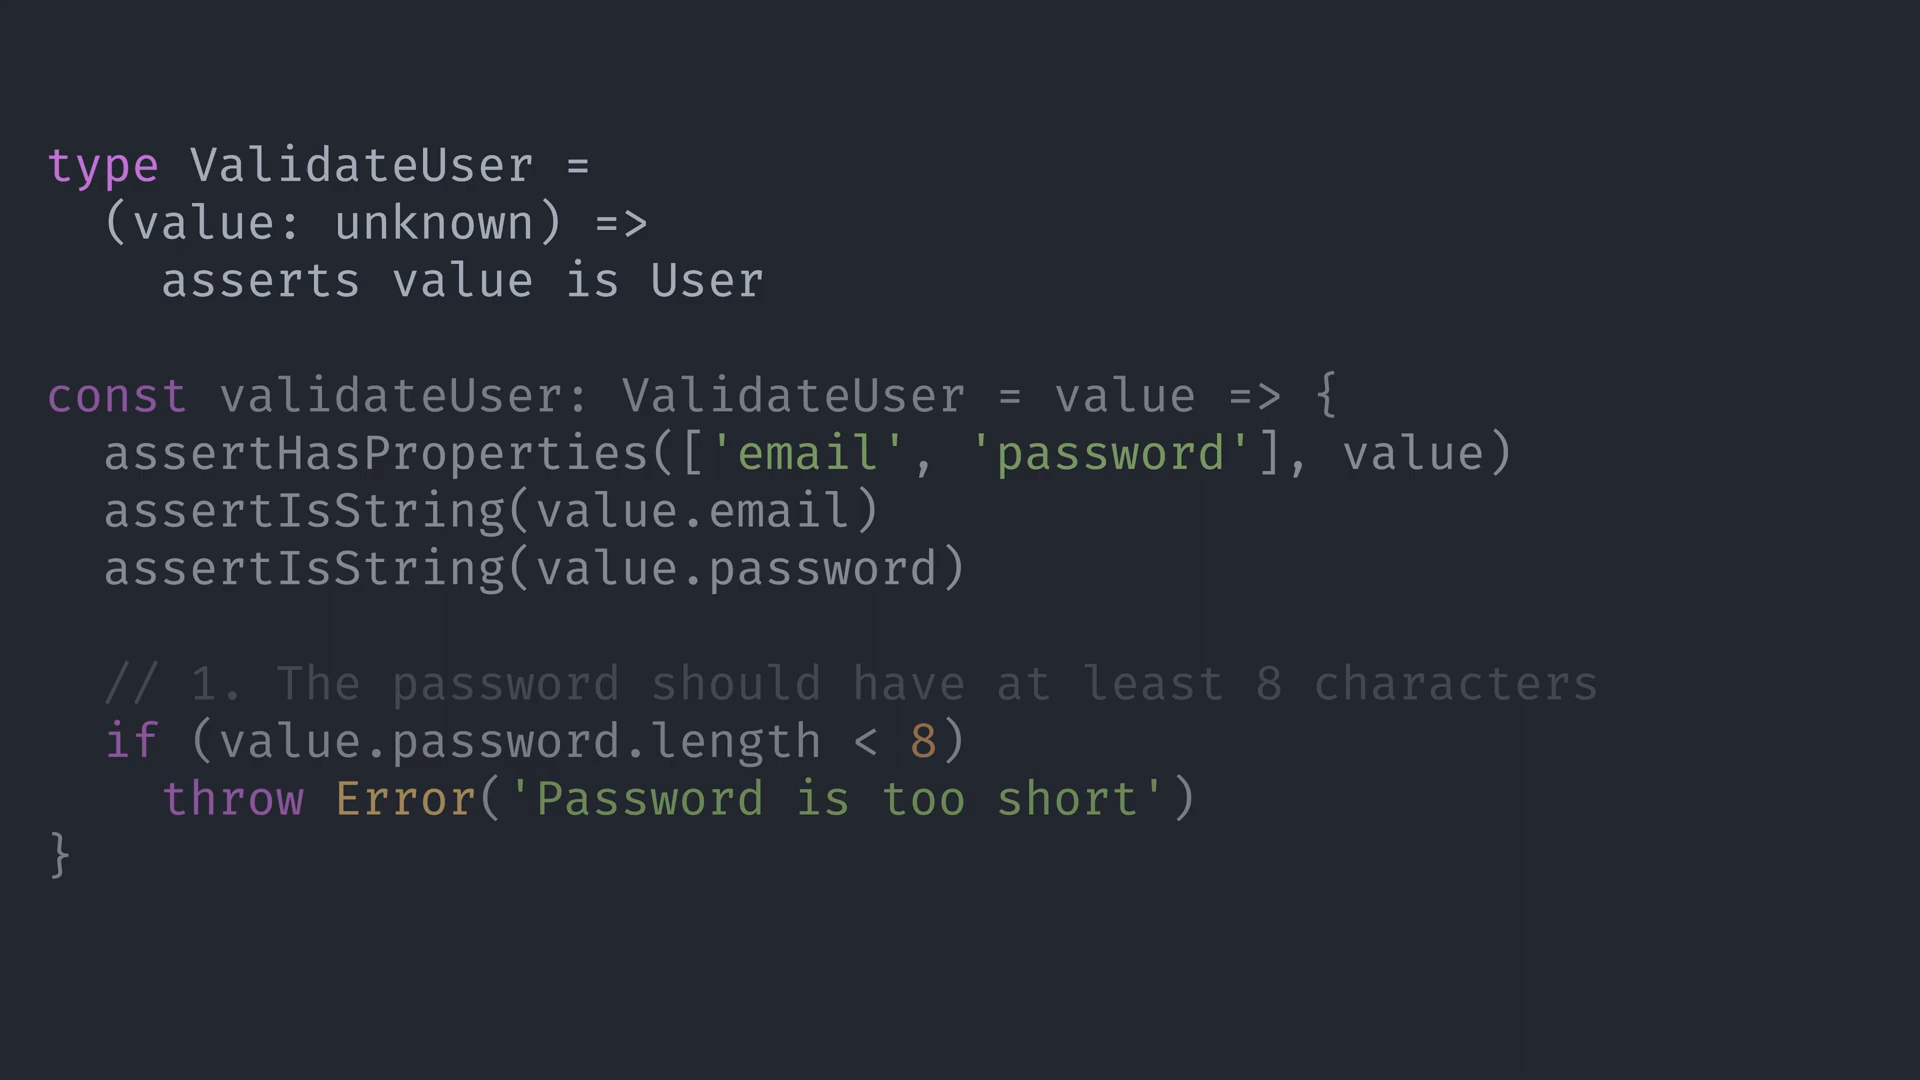 type ValidateUser =
  (value: unknown) =>
    asserts value is User

const validateUser: ValidateUser = value => {
  assertHasProperties(['email', 'password'], value)
  assertIsString(value.email)
  assertIsString(value.password)

  // 1. The password should have at least 8 characters
  if (value.password.length < 8)
    throw Error('Password is too short')
}